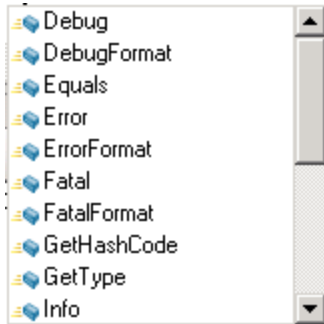 Debug
DebugFormat
Equals
Error
ErrorFormat
Fatal
FatalFormat
GetHashCode
GetType
Info